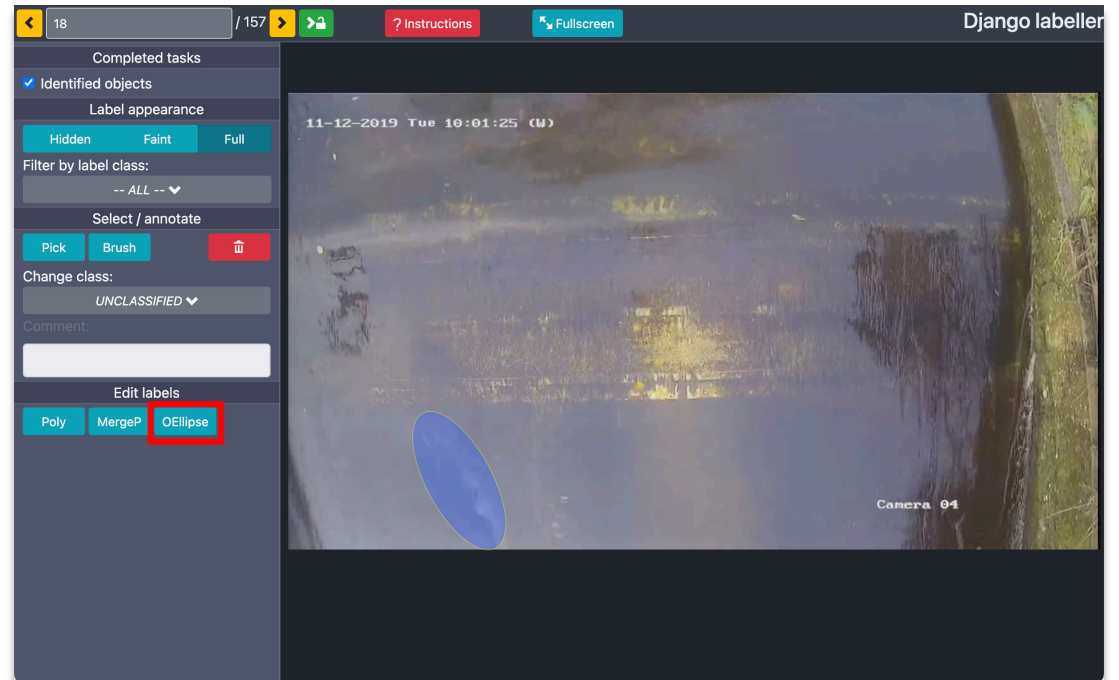 18 / 157
? Instructions
Fullscreen
Django labeller
Completed tasks
Identified objects
Label appearance
Hidden Faint Full
Filter by label class:
-- ALL --
Select / annotate
Pick Brush
Change class:
UNCLASSIFIED
Comment:
Edit labels
Poly MergeP OEllipse
11-12-2019 Tue 10:01:25 (W)
Camera 04